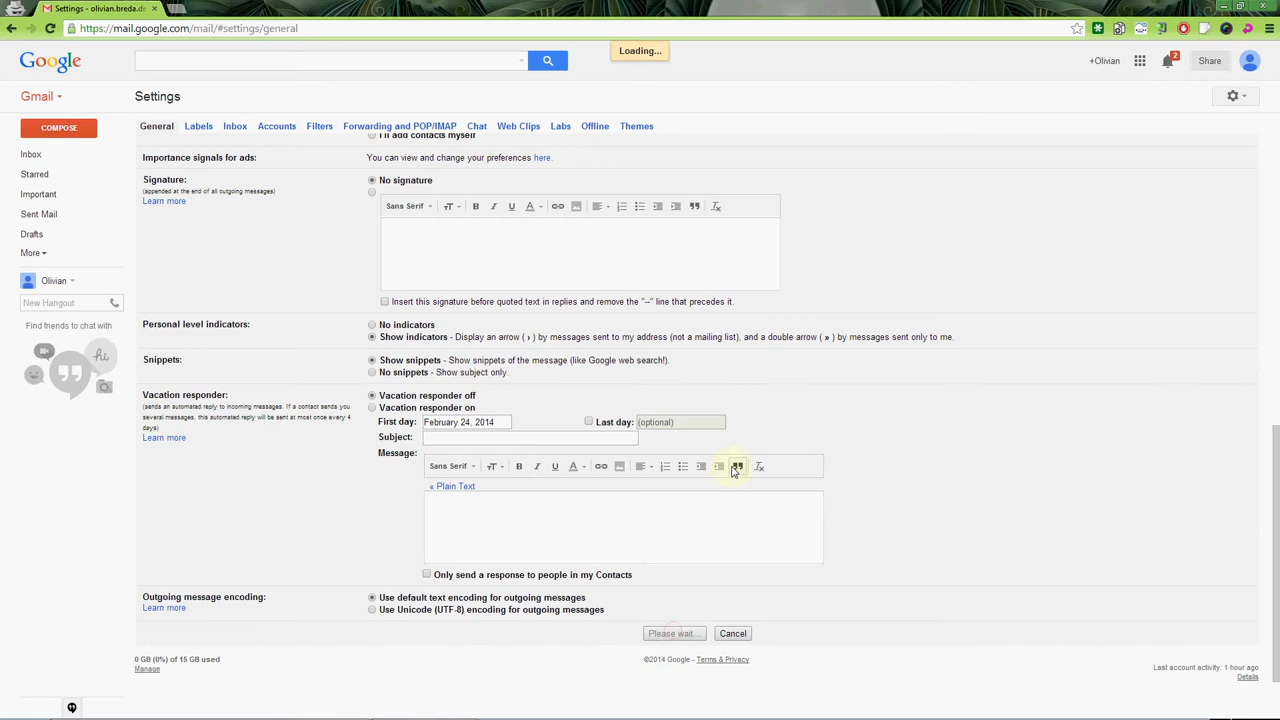 Settings - olivian.breda.de
https://mail.google.com/mail/#settings/general
Loading...
Google
+Olivian
2
Share
Gmail
Settings
COMPOSE
General Labels Inbox Accounts Filters Forwarding and POP/IMAP Chat Web Clips Labs Offline Themes
Inbox
Starred
Important
Sent Mail
Drafts
More
Olivian
New Hangout
Find friends to chat with
hi
I'll add contacts myself
Importance signals for ads: You can view and change your preferences here.
Signature:
(appended at the end of all outgoing messages)
Learn more
No signature
Sans Serif
Insert this signature before quoted text in replies and remove the "--" line that precedes it.
Personal level indicators:
No indicators
Show indicators - Display an arrow ( › ) by messages sent to my address (not a mailing list), and a double arrow ( » ) by messages sent only to me.
Snippets:
Show snippets - Show snippets of the message (like Google web search!).
No snippets - Show subject only.
Vacation responder:
(sends an automated reply to incoming messages. If a contact sends you
several messages, this automated reply will be sent at most once every 4
days)
Learn more
Vacation responder off
Vacation responder on
First day: February 24, 2014 Last day: (optional)
Subject:
Message:
Sans Serif
« Plain Text
Only send a response to people in my Contacts
Outgoing message encoding:
Learn more
Use default text encoding for outgoing messages
Use Unicode (UTF-8) encoding for outgoing messages
Please wait... Cancel
0 GB (0%) of 15 GB used
Manage
©2014 Google - Terms & Privacy
Last account activity: 1 hour ago
Details